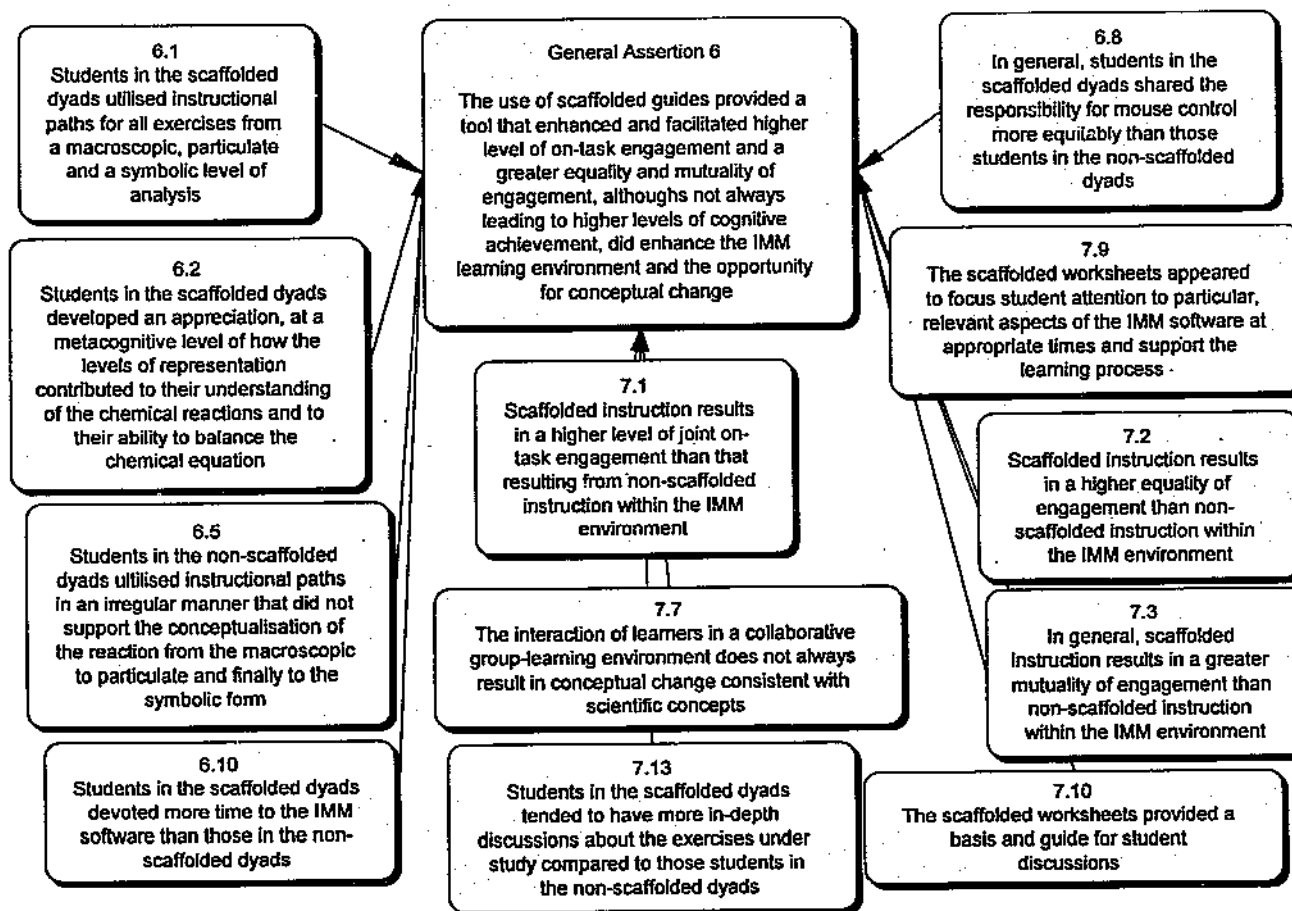 6.1
Students in the scaffolded
dyads utilised instructional
paths for all exercises from
a macroscopic, particulate
and a symbolic level of
analysis
6.2
Students in the scaffolded dyads
developed an appreciation, at a
metacognitive level of how the
levels of representation
contributed to their understanding
of the chemical reactions and to
their ability to balance the
chemical equation
6.5
Students in the non-scaffolded
dyads ultilised instructional paths
in an irregular manner that did not
support the conceptualisation of
the reaction from the macroscopic
to particulate and finally to the
symbolic form
6.10
Students in the scaffolded dyads
devoted more time to the IMM
software than those in the non-
scaffolded dyads
General Assertion 6
The use of scaffolded guides provided a
tool that enhanced and facilitated higher
level of on-task engagement and a
greater equality and mutuality of
engagement, althoughs not always
leading to higher levels of cognitive
achievement, did enhance the IMM
learning environment and the opportunity
for conceptual change
7.1
Scaffolded instruction results
in a higher level of joint on-
task engagement than that
resulting from non-scaffolded
instruction within the IMM
environment
7.7
The interaction of learners in a collaborative
group-learning environment does not always
result in conceptual change consistent with
scientific concepts
7.13
Students in the scaffolded dyads
tended to have more in-depth
discussions about the exercises under
study compared to those students in
the non-scaffolded dyads
6.8
In general, students in the
scaffolded dyads shared the
responsibility for mouse control
more equitably than those
students in the non-scaffolded
dyads
7.9
The scaffolded worksheets appeared
to focus student attention to particular,
relevant aspects of the IMM software at
appropriate times and support the
learning process
7.2
Scaffolded instruction results
in a higher equality of
engagement than non-
scaffolded instruction within
the IMM environment
7.3
In general, scaffolded
instruction results in a greater
mutuality of engagement than
non-scaffolded instruction
within the IMM environment
7.10
The scaffolded worksheets provided a
basis and guide for student
discussions